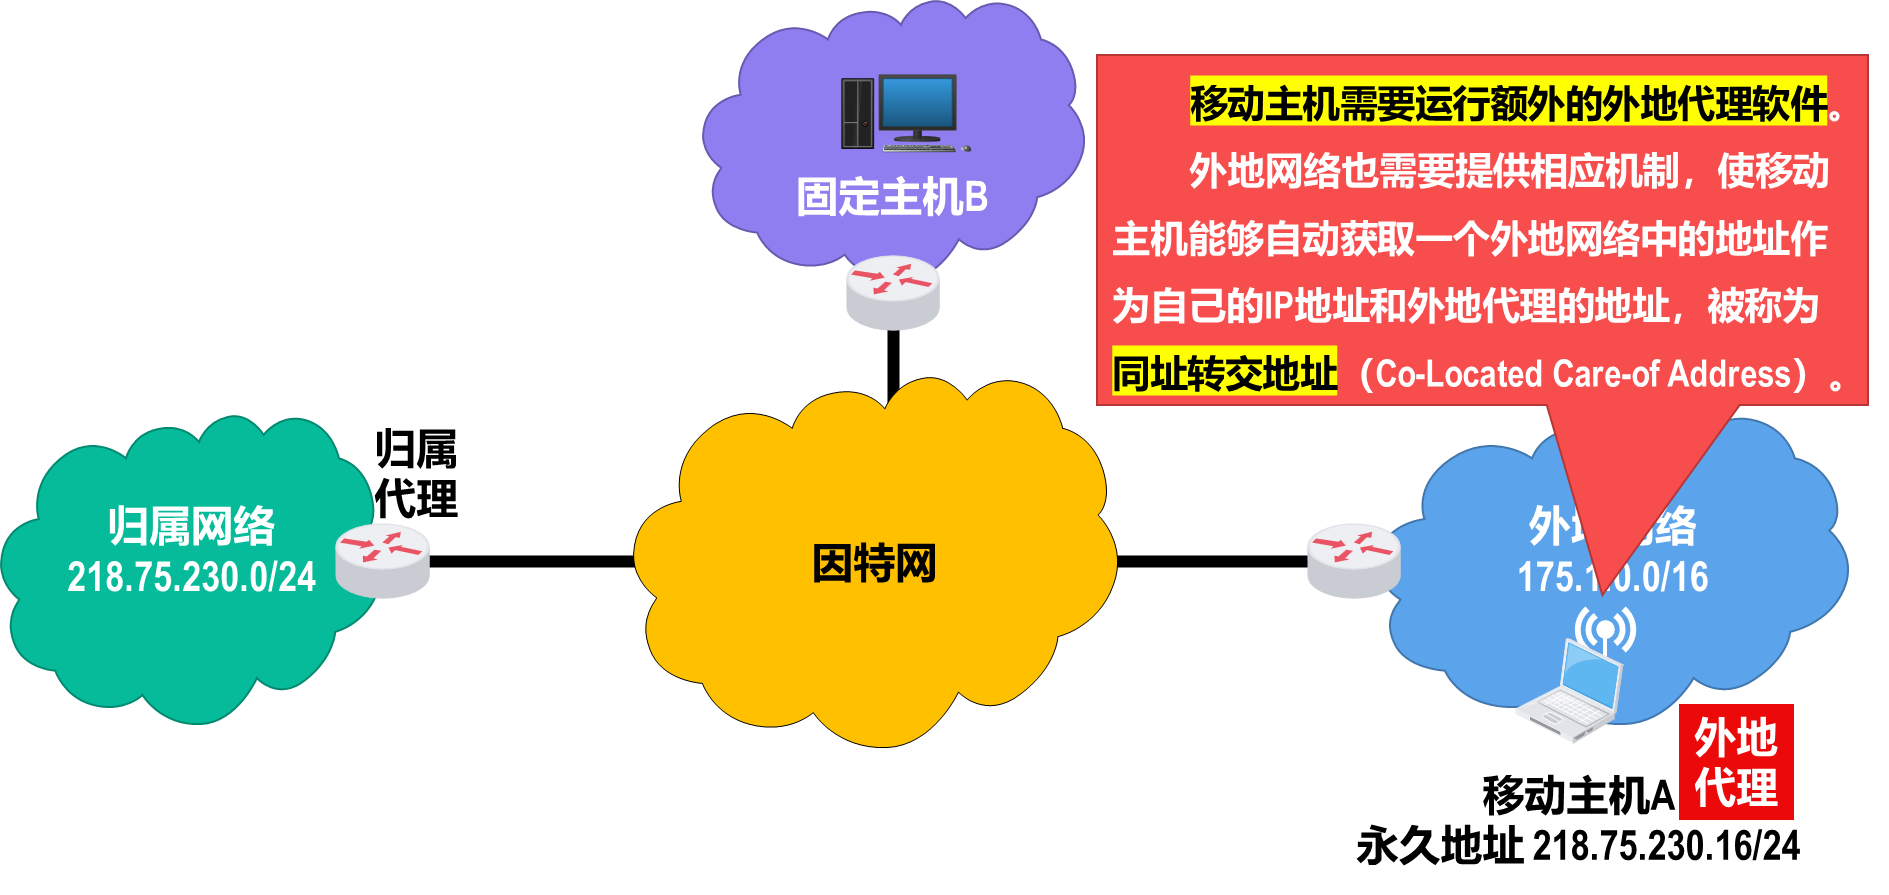 移动主机需要运行额外的外地代理软件。
外地网络也需要提供相应机制，使移动
主机能够自动获取一个外地网络中的地址作
为自己的IP地址和外地代理的地址，被称为
同址转交地址（Co-Located Care-of Address）。
固定主机B
归属
代理
归属网络
218.75.230.0/24
因特网
外地网络
175.1.0.0/16
外地
代理
移动主机A
永久地址 218.75.230.16/24